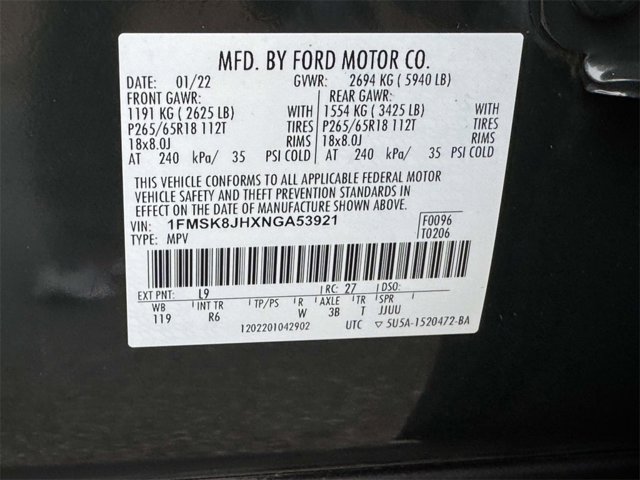 MFD. BY FORD MOTOR CO.
DATE: 01/22 GVWR: 2694 KG ( 5940 LB)
FRONT GAWR: REAR GAWR:
1191 KG ( 2625 LB) WITH 1554 KG ( 3425 LB) WITH
P265/65R18 112T TIRES P265/65R18 112T TIRES
18x8.0J RIMS 18x8.0J RIMS
AT 240 kPa/ 35 PSI COLD AT 240 kPa/ 35 PSI COLD
THIS VEHICLE CONFORMS TO ALL APPLICABLE FEDERAL MOTOR
VEHICLE SAFETY AND THEFT PREVENTION STANDARDS IN
EFFECT ON THE DATE OF MANUFACTURE SHOWN ABOVE.
VIN: 1FMSK8JHXNGA53921 F0096
TYPE: MPV T0206
EXT PNT: L9 RC: 27 DSO:
WB INT TR TP/PS R AXLE TR SPR
119 R6 W 3B T JJUU
1202201042902 UTC ▽ 5U5A-1520472-BA